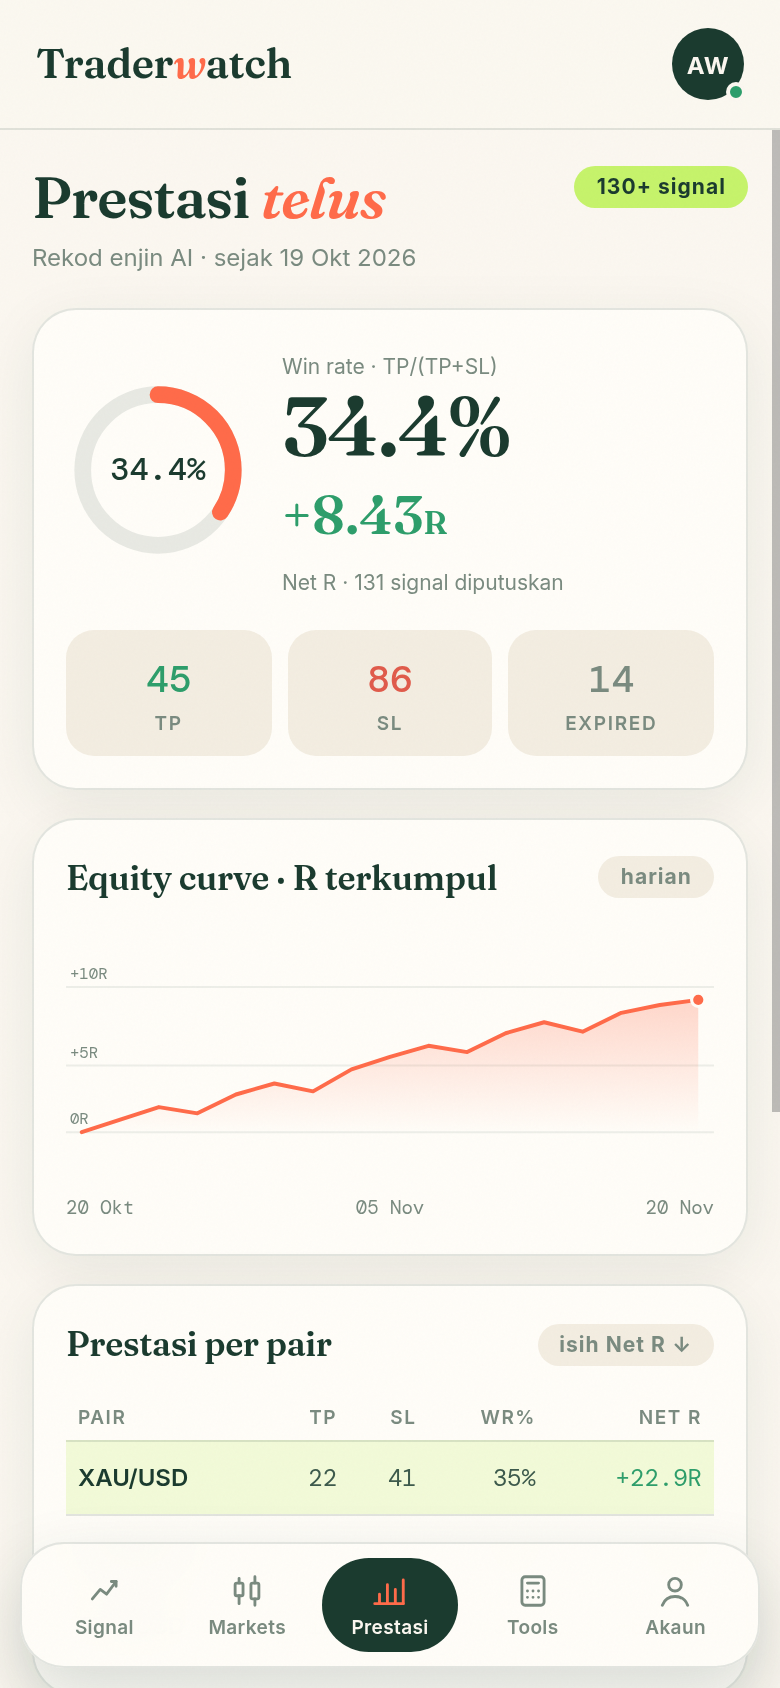 Traderwatch
AW
Prestasi telus
130+ signal
Rekod enjin AI · sejak 19 Okt 2026
Win rate · TP/(TP+SL)
34.4%
34.4%
+8.43R
Net R · 131 signal diputuskan
45
TP
86
SL
14
EXPIRED
Equity curve · R terkumpul
harian
+10R
+5R
0R
20 Okt 05 Nov 20 Nov
Prestasi per pair
isih Net R ↓
PAIR TP SL WR% NET R
XAU/USD 22 41 35% +22.9R
Signal Markets Prestasi Tools Akaun